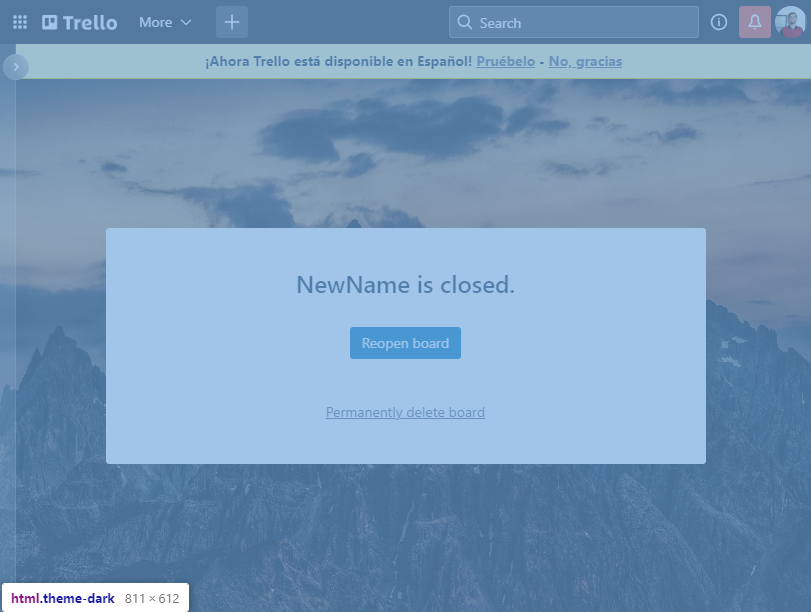 Trello More + Search
¡Ahora Trello está disponible en Español! Pruébelo - No, gracias
NewName is closed.
Reopen board
Permanently delete board
html.theme-dark 811 × 612